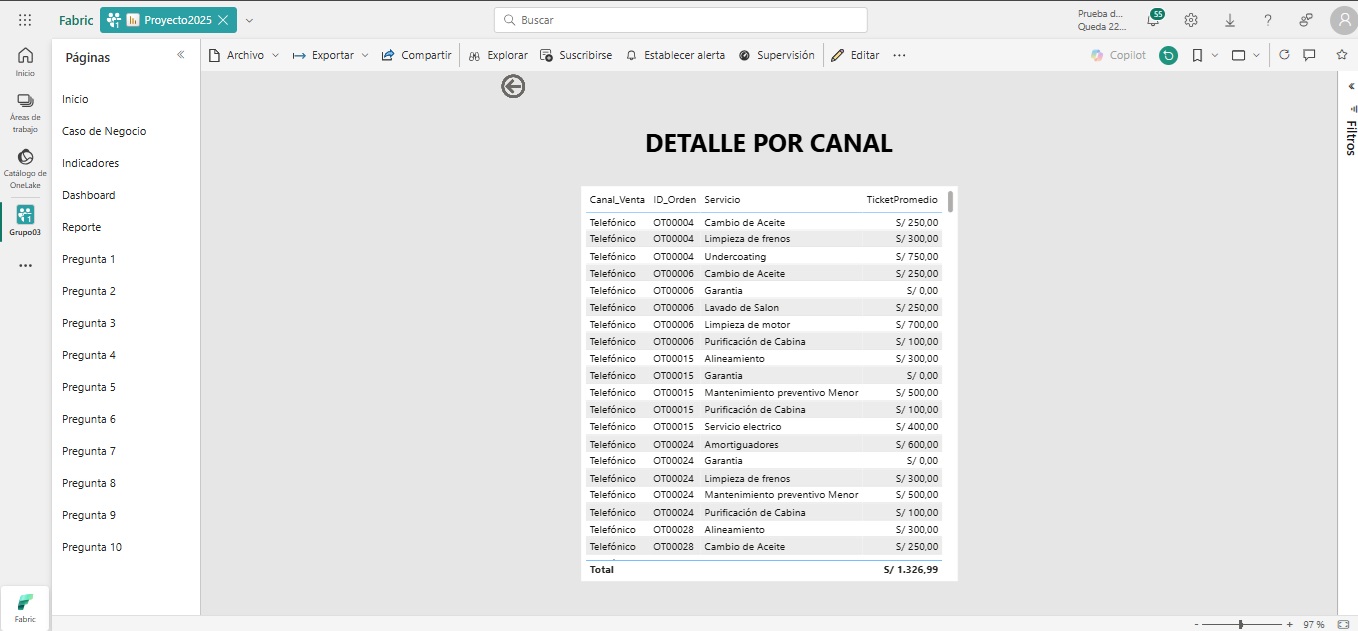 Fabric
Proyecto2025
Buscar
Prueba d...
Queda 22...
55
Inicio
Áreas de trabajo
Catálogo de OneLake
Grupo03
Fabric
Páginas
Inicio
Caso de Negocio
Indicadores
Dashboard
Reporte
Pregunta 1
Pregunta 2
Pregunta 3
Pregunta 4
Pregunta 5
Pregunta 6
Pregunta 7
Pregunta 8
Pregunta 9
Pregunta 10
Archivo Exportar Compartir Explorar Suscribirse Establecer alerta Supervisión Editar ... Copilot
DETALLE POR CANAL
Canal_Venta ID_Orden Servicio TicketPromedio
Telefónico OT00004 Cambio de Aceite S/ 250,00
Telefónico OT00004 Limpieza de frenos S/ 300,00
Telefónico OT00004 Undercoating S/ 750,00
Telefónico OT00006 Cambio de Aceite S/ 250,00
Telefónico OT00006 Garantia S/ 0,00
Telefónico OT00006 Lavado de Salon S/ 250,00
Telefónico OT00006 Limpieza de motor S/ 700,00
Telefónico OT00006 Purificación de Cabina S/ 100,00
Telefónico OT00015 Alineamiento S/ 300,00
Telefónico OT00015 Garantia S/ 0,00
Telefónico OT00015 Mantenimiento preventivo Menor S/ 500,00
Telefónico OT00015 Purificación de Cabina S/ 100,00
Telefónico OT00015 Servicio electrico S/ 400,00
Telefónico OT00024 Amortiguadores S/ 600,00
Telefónico OT00024 Garantia S/ 0,00
Telefónico OT00024 Limpieza de frenos S/ 300,00
Telefónico OT00024 Mantenimiento preventivo Menor S/ 500,00
Telefónico OT00024 Purificación de Cabina S/ 100,00
Telefónico OT00028 Alineamiento S/ 300,00
Telefónico OT00028 Cambio de Aceite S/ 250,00
Total S/ 1.326,99
Filtros
- + 97 %